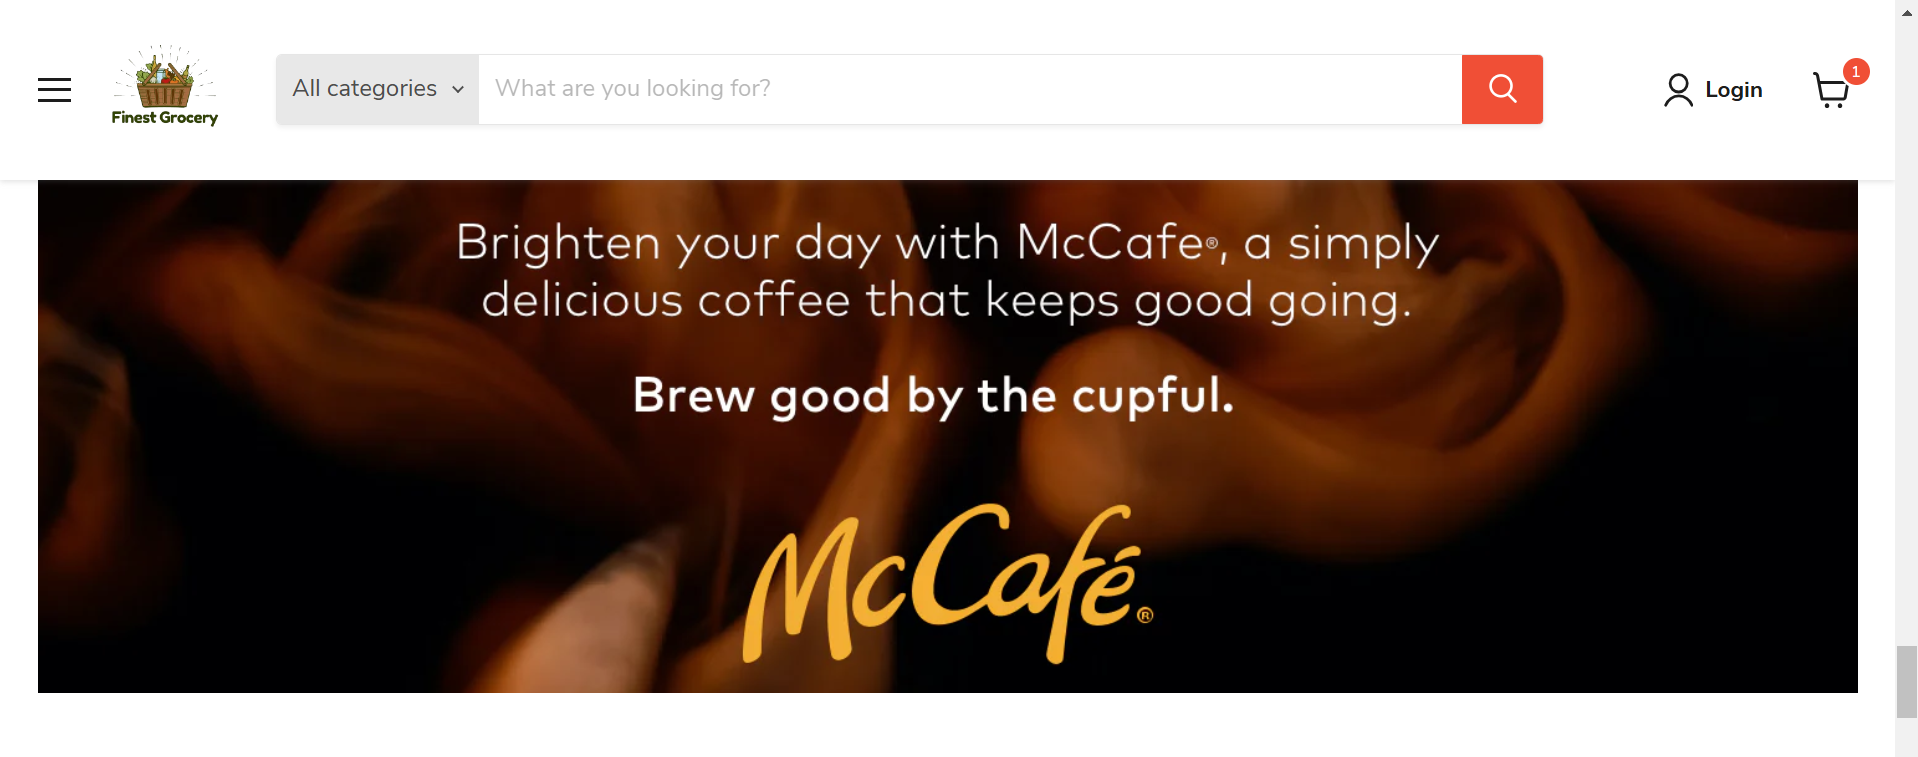 Finest Grocery
All categories
What are you looking for?
Login
1
Brighten your day with McCafe®, a simply
delicious coffee that keeps good going.
Brew good by the cupful.
McCafé®